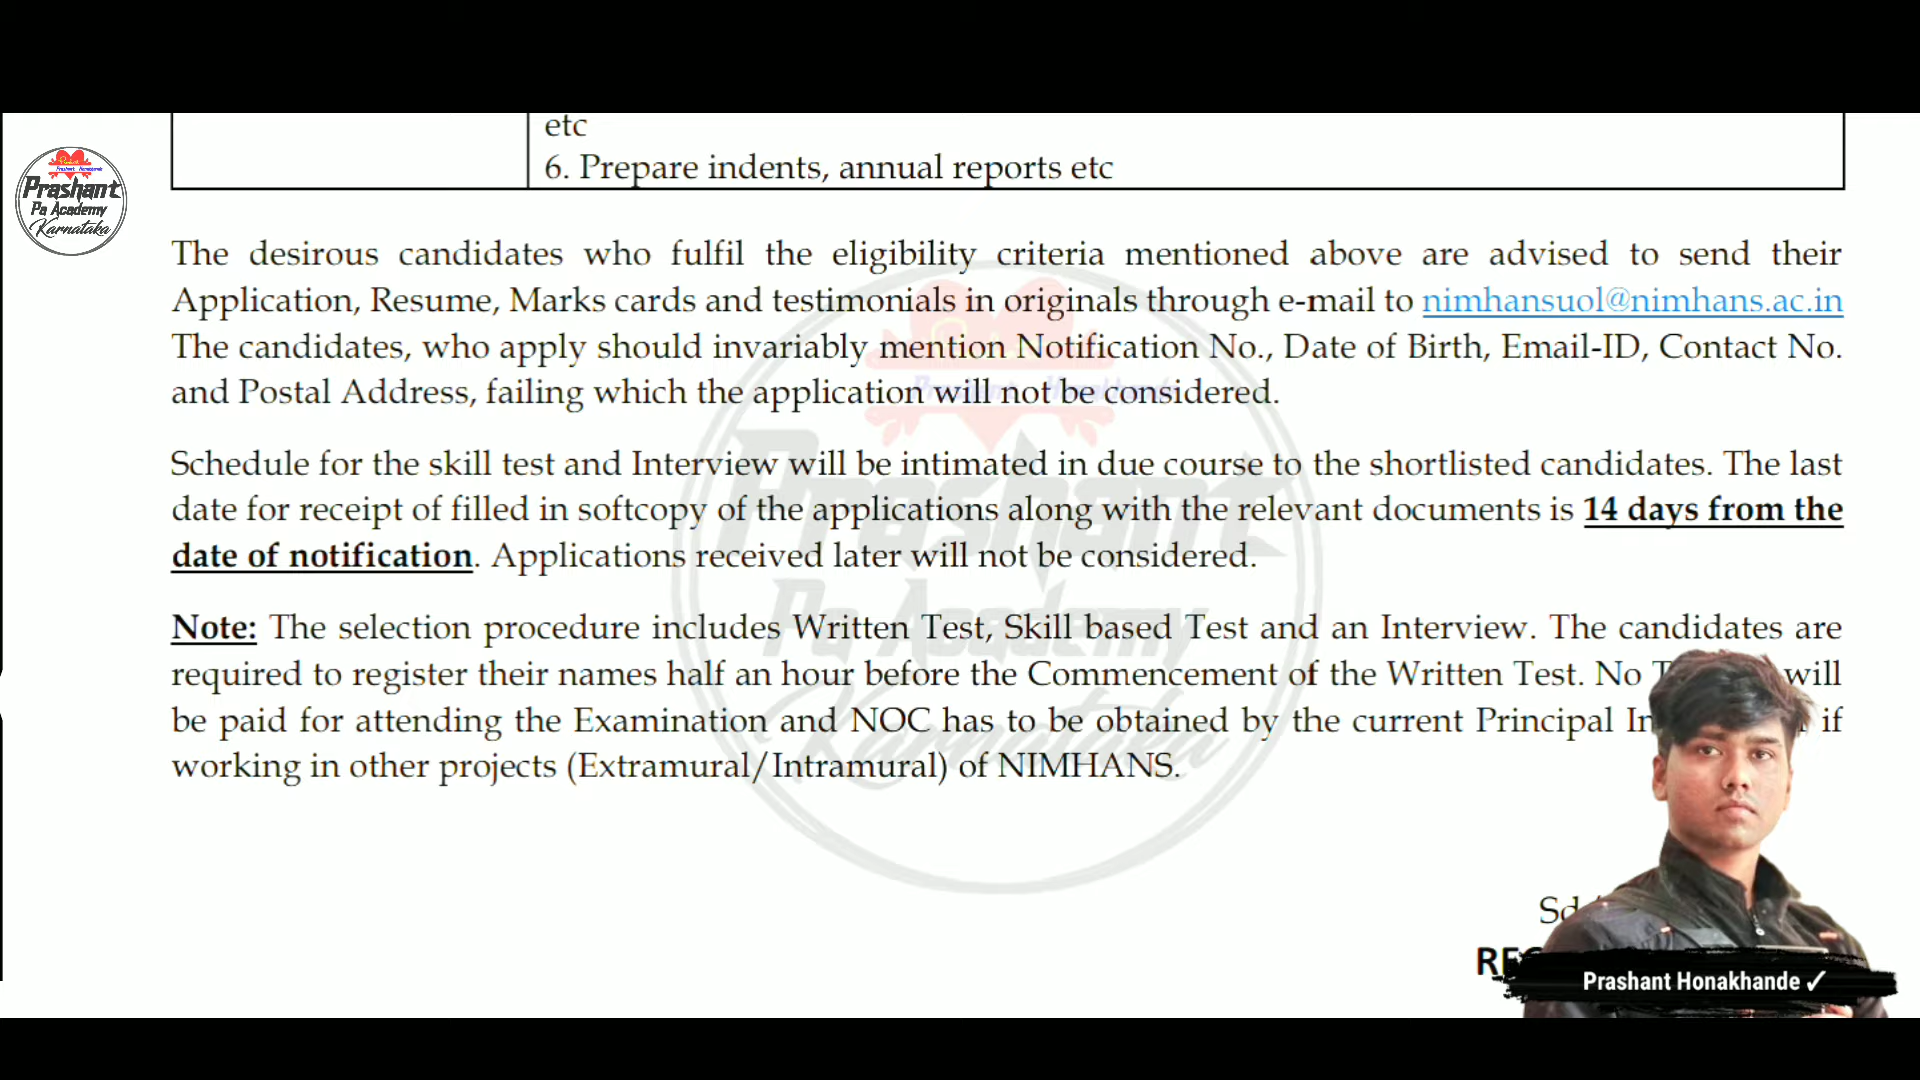 etc
6. Prepare indents, annual reports etc
Prashant
Pa Academy
Karnataka
The desirous candidates who fulfil the eligibility criteria mentioned above are advised to send their
Application, Resume, Marks cards and testimonials in originals through e-mail to nimhansuol@nimhans.ac.in
The candidates, who apply should invariably mention Notification No., Date of Birth, Email-ID, Contact No.
and Postal Address, failing which the application will not be considered.
Schedule for the skill test and Interview will be intimated in due course to the shortlisted candidates. The last
date for receipt of filled in softcopy of the applications along with the relevant documents is 14 days from the
date of notification. Applications received later will not be considered.
Note: The selection procedure includes Written Test, Skill based Test and an Interview. The candidates are
required to register their names half an hour before the Commencement of the Written Test. No will
be paid for attending the Examination and NOC has to be obtained by the current Principal if
working in other projects (Extramural/Intramural) of NIMHANS.
Prashant Honakhande
Prashant
Pa Academy
Karnataka
Prashant Honakhande ✓